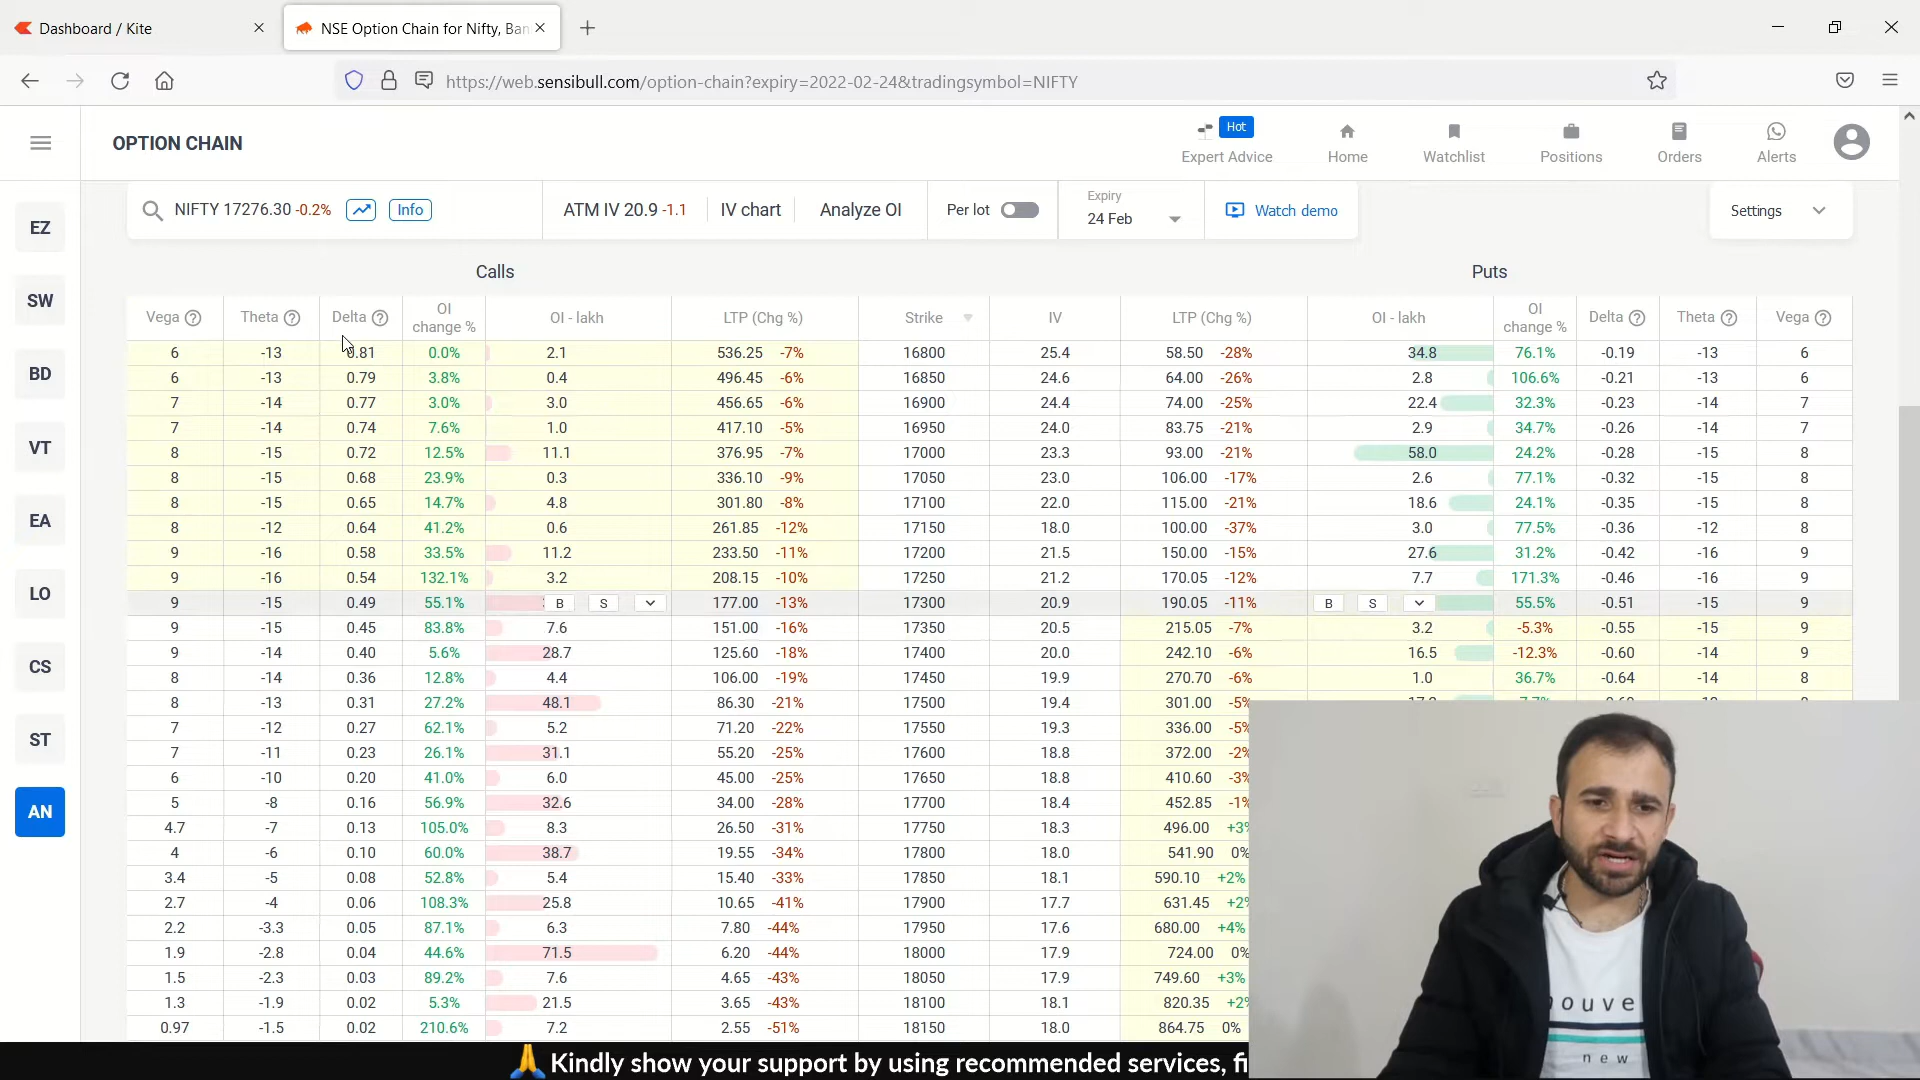 Dashboard / Kite
NSE Option Chain for Nifty, Ban
https://web.sensibull.com/option-chain?expiry=2022-02-24&tradingsymbol=NIFTY
OPTION CHAIN
Hot
Expert Advice Home Watchlist Positions Orders Alerts
NIFTY 17276.30 -0.2% Info ATM IV 20.9 -1.1 IV chart Analyze OI Per lot Expiry 24 Feb Watch demo Settings
EZ
SW
BD
VT
EA
LO
CS
ST
AN
Calls Puts
Vega Theta Delta OI change % OI - lakh LTP (Chg %) Strike IV LTP (Chg %) OI - lakh OI change % Delta Theta Vega
6 -13 0.81 0.0% 2.1 536.25 -7% 16800 25.4 58.50 -28% 34.8 76.1% -0.19 -13 6
6 -13 0.79 3.8% 0.4 496.45 -6% 16850 24.6 64.00 -26% 2.8 106.6% -0.21 -13 6
7 -14 0.77 3.0% 3.0 456.65 -6% 16900 24.4 74.00 -25% 22.4 32.3% -0.23 -14 7
7 -14 0.74 7.6% 1.0 417.10 -5% 16950 24.0 83.75 -21% 2.9 34.7% -0.26 -14 7
8 -15 0.72 12.5% 11.1 376.95 -7% 17000 23.3 93.00 -21% 58.0 24.2% -0.28 -15 8
8 -15 0.68 23.9% 0.3 336.10 -9% 17050 23.0 106.00 -17% 2.6 77.1% -0.32 -15 8
8 -15 0.65 14.7% 4.8 301.80 -8% 17100 22.0 115.00 -21% 18.6 24.1% -0.35 -15 8
8 -12 0.64 41.2% 0.6 261.85 -12% 17150 18.0 100.00 -37% 3.0 77.5% -0.36 -12 8
9 -16 0.58 33.5% 11.2 233.50 -11% 17200 21.5 150.00 -15% 27.6 31.2% -0.42 -16 9
9 -16 0.54 132.1% 3.2 208.15 -10% 17250 21.2 170.05 -12% 7.7 171.3% -0.46 -16 9
9 -15 0.49 55.1% B S 177.00 -13% 17300 20.9 190.05 -11% B S 55.5% -0.51 -15 9
9 -15 0.45 83.8% 7.6 151.00 -16% 17350 20.5 215.05 -7% 3.2 -5.3% -0.55 -15 9
9 -14 0.40 5.6% 28.7 125.60 -18% 17400 20.0 242.10 -6% 16.5 -12.3% -0.60 -14 9
8 -14 0.36 12.8% 4.4 106.00 -19% 17450 19.9 270.70 -6% 1.0 36.7% -0.64 -14 8
8 -13 0.31 27.2% 48.1 86.30 -21% 17500 19.4 301.00 -5%
7 -12 0.27 62.1% 5.2 71.20 -22% 17550 19.3 336.00 -5%
7 -11 0.23 26.1% 31.1 55.20 -25% 17600 18.8 372.00 -2%
6 -10 0.20 41.0% 6.0 45.00 -25% 17650 18.8 410.60 -3%
5 -8 0.16 56.9% 32.6 34.00 -28% 17700 18.4 452.85 -1%
4.7 -7 0.13 105.0% 8.3 26.50 -31% 17750 18.3 496.00 +3%
4 -6 0.10 60.0% 38.7 19.55 -34% 17800 18.0 541.90 0%
3.4 -5 0.08 52.8% 5.4 15.40 -33% 17850 18.1 590.10 +2%
2.7 -4 0.06 108.3% 25.8 10.65 -41% 17900 17.7 631.45 +2%
2.2 -3.3 0.05 87.1% 6.3 7.80 -44% 17950 17.6 680.00 +4%
1.9 -2.8 0.04 44.6% 71.5 6.20 -44% 18000 17.9 724.00 0%
1.5 -2.3 0.03 89.2% 7.6 4.65 -43% 18050 17.9 749.60 +3%
1.3 -1.9 0.02 5.3% 21.5 3.65 -43% 18100 18.1 820.35 +2%
0.97 -1.5 0.02 210.6% 7.2 2.55 -51% 18150 18.0 864.75 0%
ouve
new
🙏 Kindly show your support by using recommended services, fi